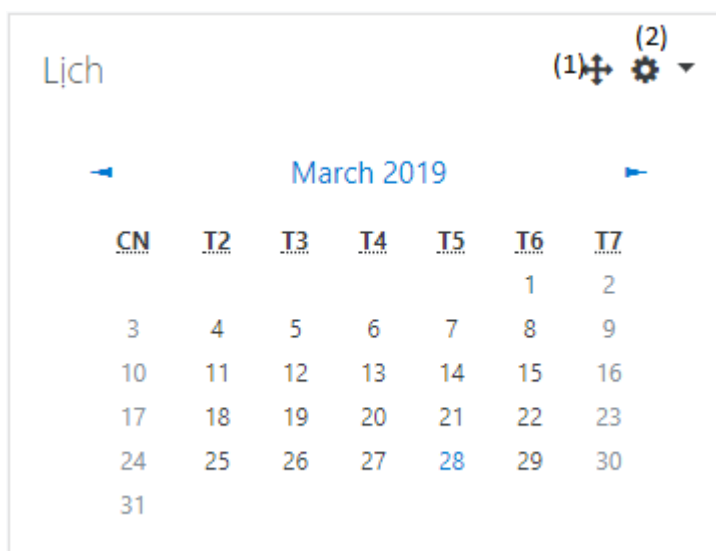 (2)
Lịch (1)
March 2019
CN T2 T3 T4 T5 T6 T7
1 2
3 4 5 6 7 8 9
10 11 12 13 14 15 16
17 18 19 20 21 22 23
24 25 26 27 28 29 30
31